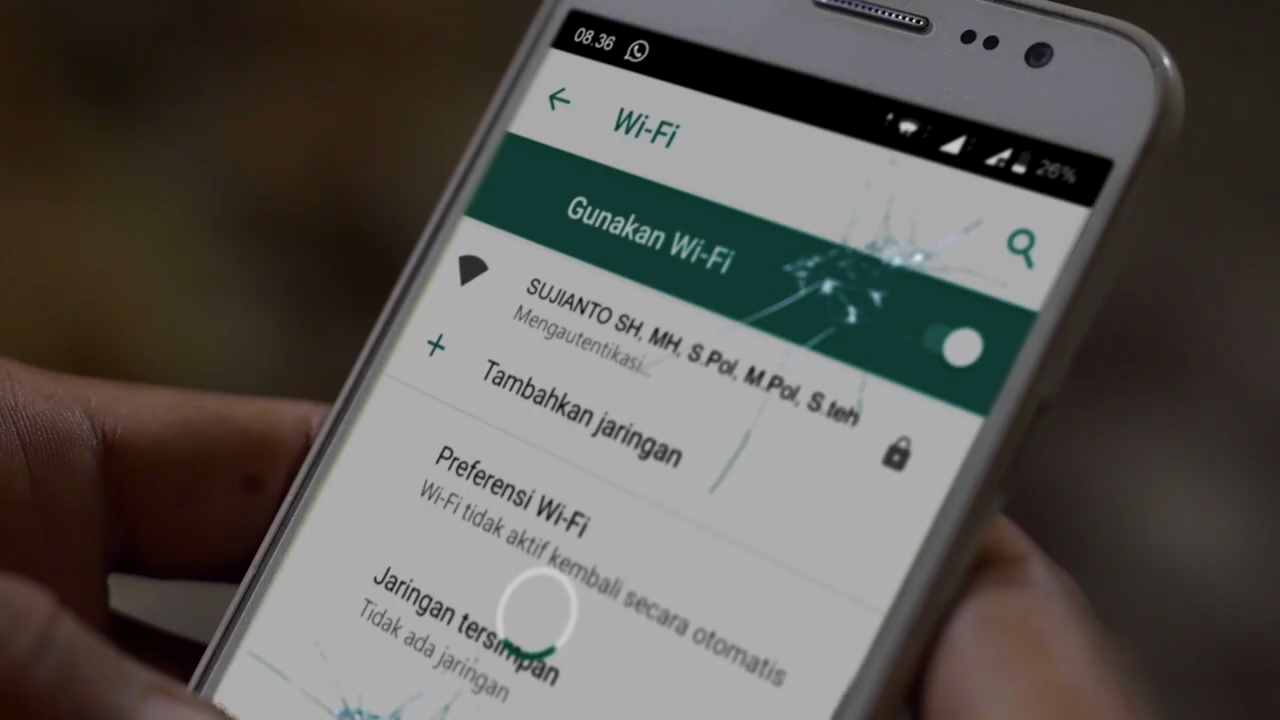 08.36
26%
Wi-Fi
Gunakan Wi-Fi
SUJIANTO SH, MH, S.Pol, M.Pol, S.teh
Mengautentikasi...
Tambahkan jaringan
Preferensi Wi-Fi
Wi-Fi tidak aktif kembali secara otomatis
Jaringan tersimpan
Tidak ada jaringan